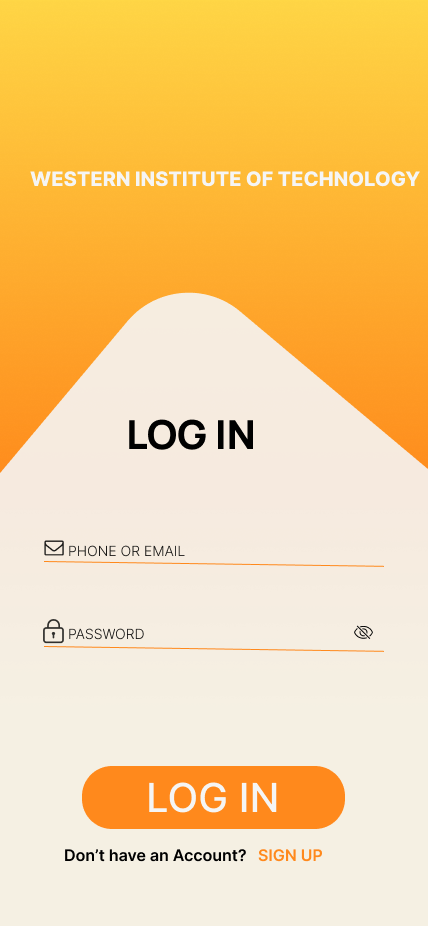 WESTERN INSTITUTE OF TECHNOLOGY
LOG IN
PHONE OR EMAIL
PASSWORD
LOG IN
Don’t have an Account? SIGN UP